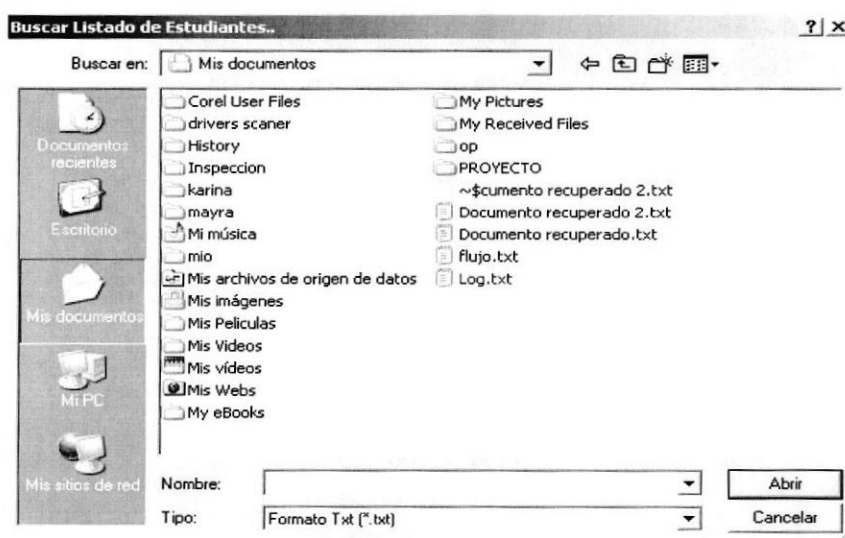 Buscar Listado de Estudiantes..
Buscar en: Mis documentos
Documentos
recientes
Escritorio
Mis documentos
Mi PC
Mis sitios de red
Corel User Files
drivers scaner
History
Inspeccion
karina
mayra
Mi música
mio
Mis archivos de origen de datos
Mis imágenes
Mis Peliculas
Mis Videos
Mis vídeos
Mis Webs
My eBooks
My Pictures
My Received Files
op
PROYECTO
~$cumento recuperado 2.txt
Documento recuperado 2.txt
Documento recuperado.txt
flujo.txt
Log.txt
Nombre:
Abrir
Tipo: Formato Txt (*.txt)
Cancelar